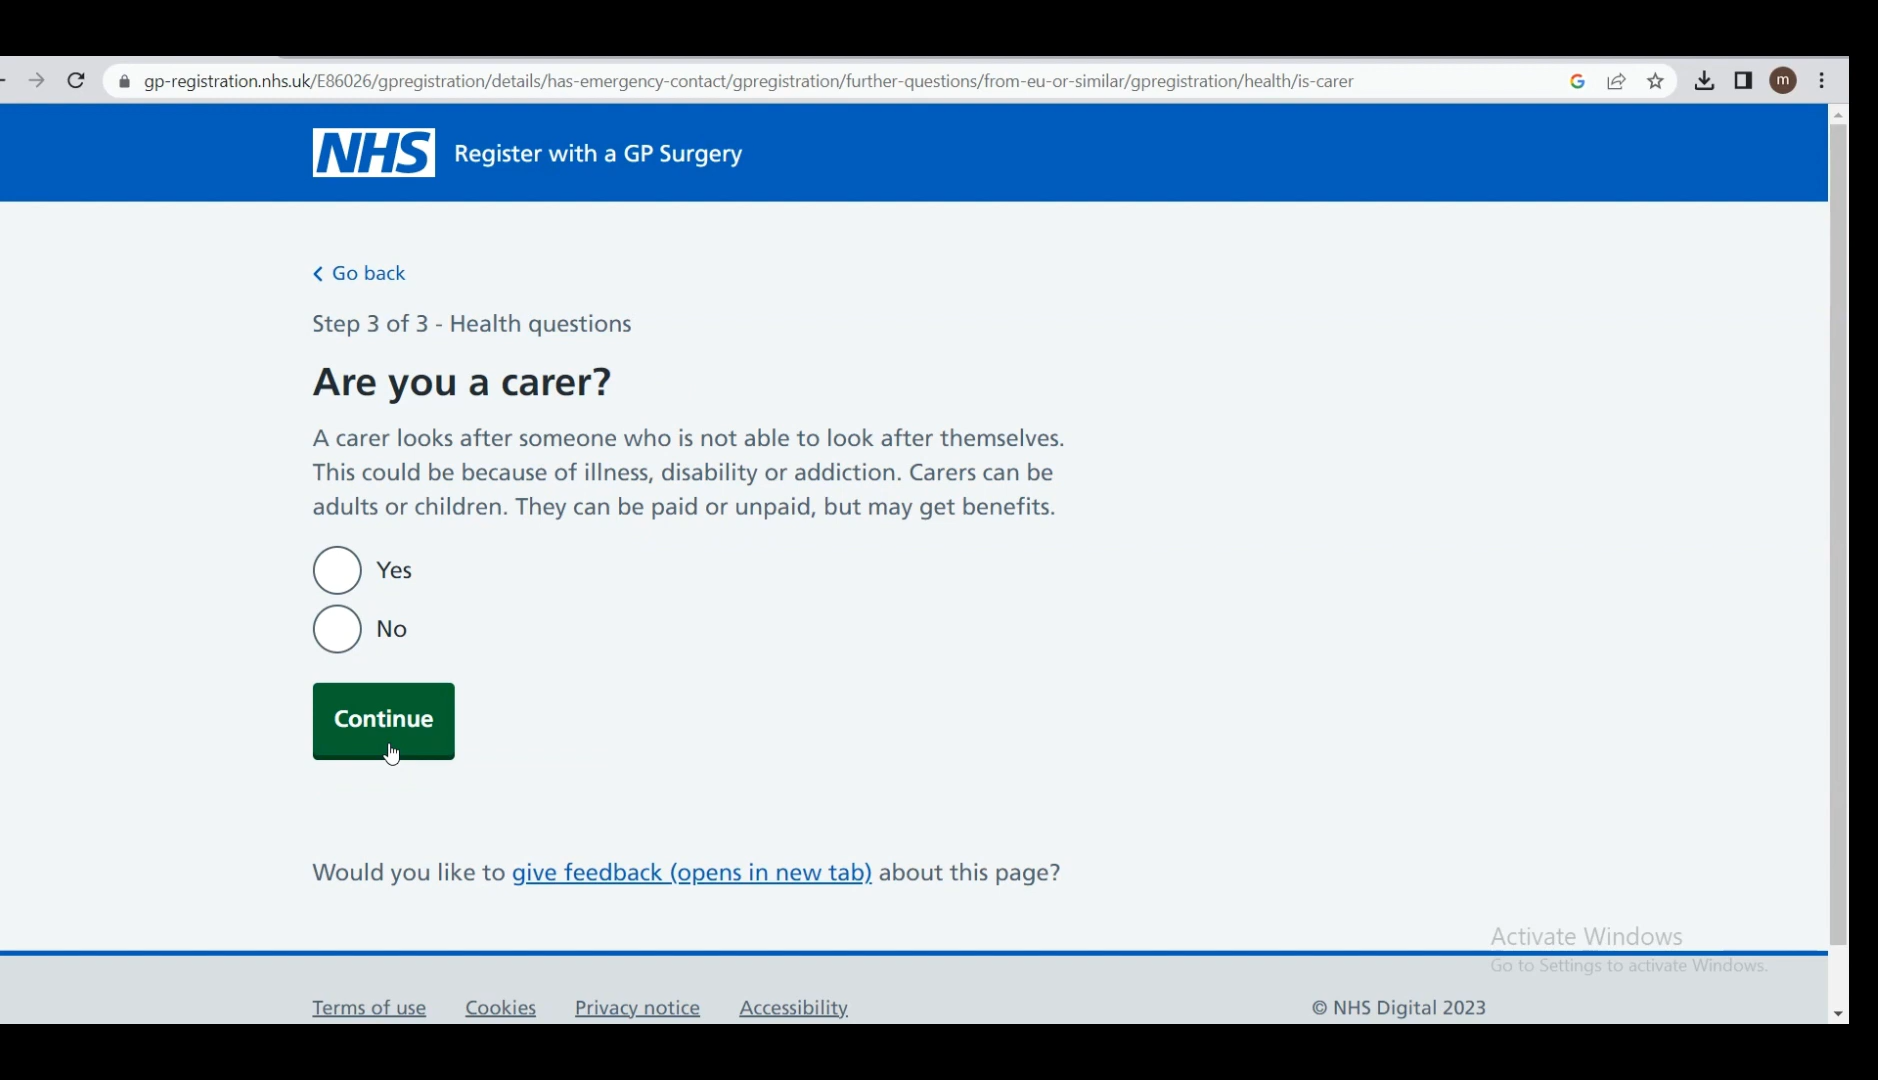 gp-registration.nhs.uk/E86026/gpregistration/details/has-emergency-contact/gpregistration/further-questions/from-eu-or-similar/gpregistration/health/is-carer
m
NHS Register with a GP Surgery
Go back
Step 3 of 3 - Health questions
Are you a carer?
A carer looks after someone who is not able to look after themselves.
This could be because of illness, disability or addiction. Carers can be
adults or children. They can be paid or unpaid, but may get benefits.
Yes
No
Continue
Would you like to give feedback (opens in new tab) about this page?
Activate Windows
Go to Settings to activate Windows.
Terms of use Cookies Privacy notice Accessibility © NHS Digital 2023